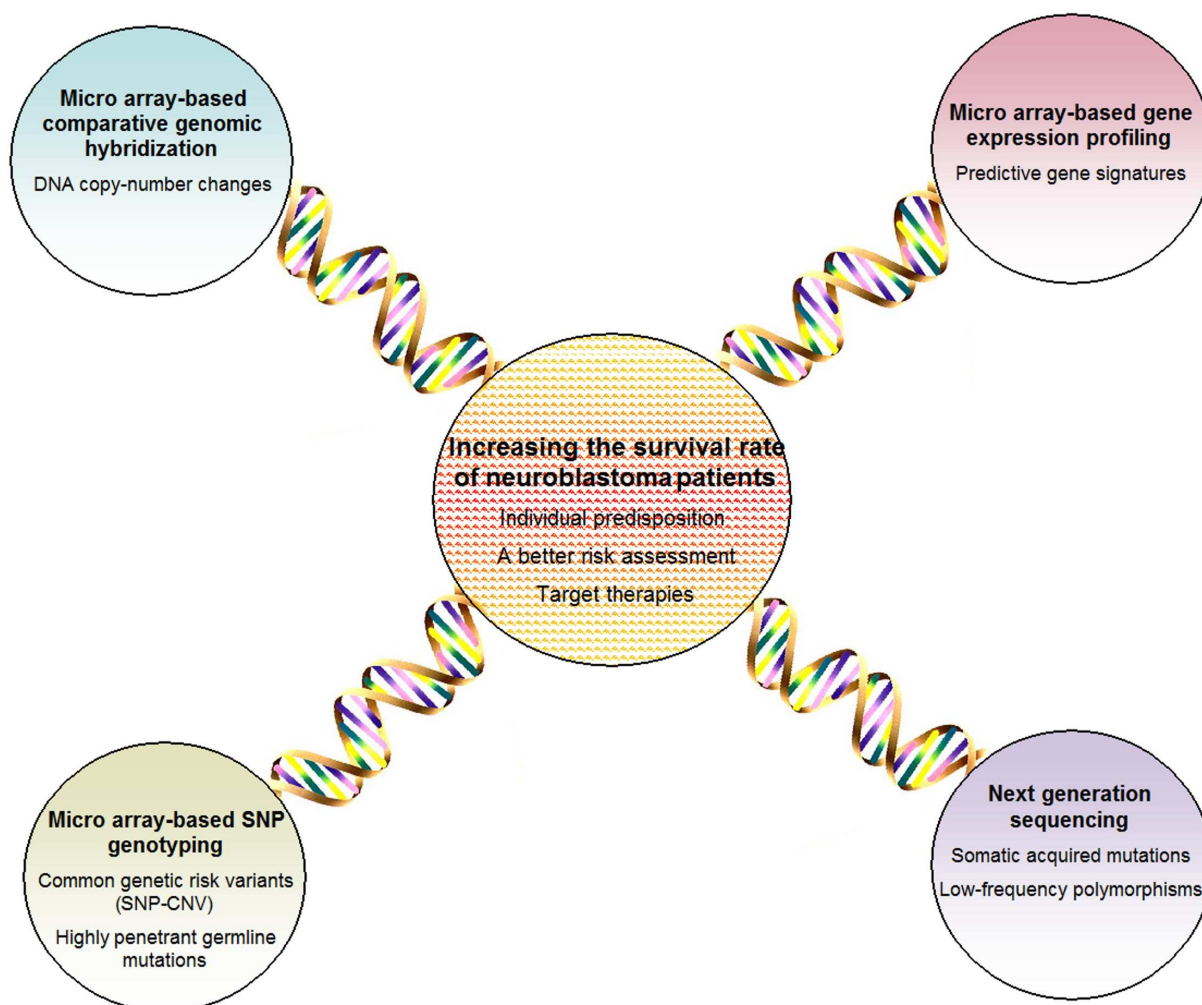 Micro array-based
comparative genomic
hybridization
DNA copy-number changes
Micro array-based gene
expression profiling
Predictive gene signatures
Increasing the survival rate
of neuroblastoma patients
Individual predisposition
A better risk assessment
Target therapies
Micro array-based SNP
genotyping
Common genetic risk variants
(SNP-CNV)
Highly penetrant germline
mutations
Next generation
sequencing
Somatic acquired mutations
Low-frequency polymorphisms